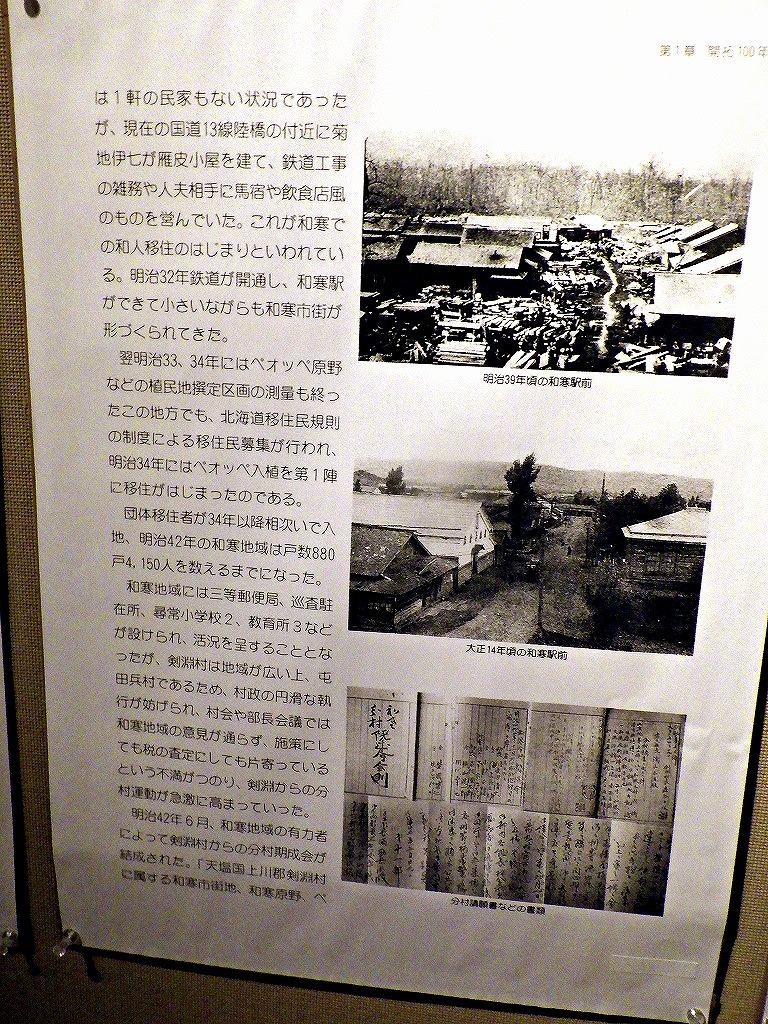 第1章 開拓100年
は1軒の民家もない状況であった
が、現在の国道13線陸橋の付近に菊
地伊七が雁皮小屋を建て、鉄道工事
の雑務や人夫相手に馬宿や飲食店風
のものを営んでいた。これが和寒で
の和人移住のはじまりといわれてい
る。明治32年鉄道が開通し、和寒駅
ができて小さいながらも和寒市街が
形づくられてきた。
翌明治33、34年にはペオッペ原野
などの植民地撰定区画の測量も終っ
たこの地方でも、北海道移住民規則
の制度による移住民募集が行われ、
明治34年にはペオッペ入植を第1陣
に移住がはじまったのである。
団体移住者が34年以降相次いで入
地、明治42年の和寒地域は戸数880
戸4,150人を数えるまでになった。
和寒地域には三等郵便局、巡査駐
在所、尋常小学校2、教育所3など
が設けられ、活況を呈することとな
ったが、剣淵村は地域が広い上、屯
田兵村であるため、村政の円滑な執
行が妨げられ、村会や部長会議では
和寒地域の意見が通らず、施策にし
ても税の査定にしても片寄っている
という不満がつのり、剣淵からの分
村運動が急激に高まっていった。
明治42年6月、和寒地域の有力者
によって剣淵村からの分村期成会が
結成された。「天塩国上川郡剣淵村
に属する和寒市街地、和寒原野、ペ
明治39年頃の和寒駅前
大正14年頃の和寒駅前
分村請願書などの書類